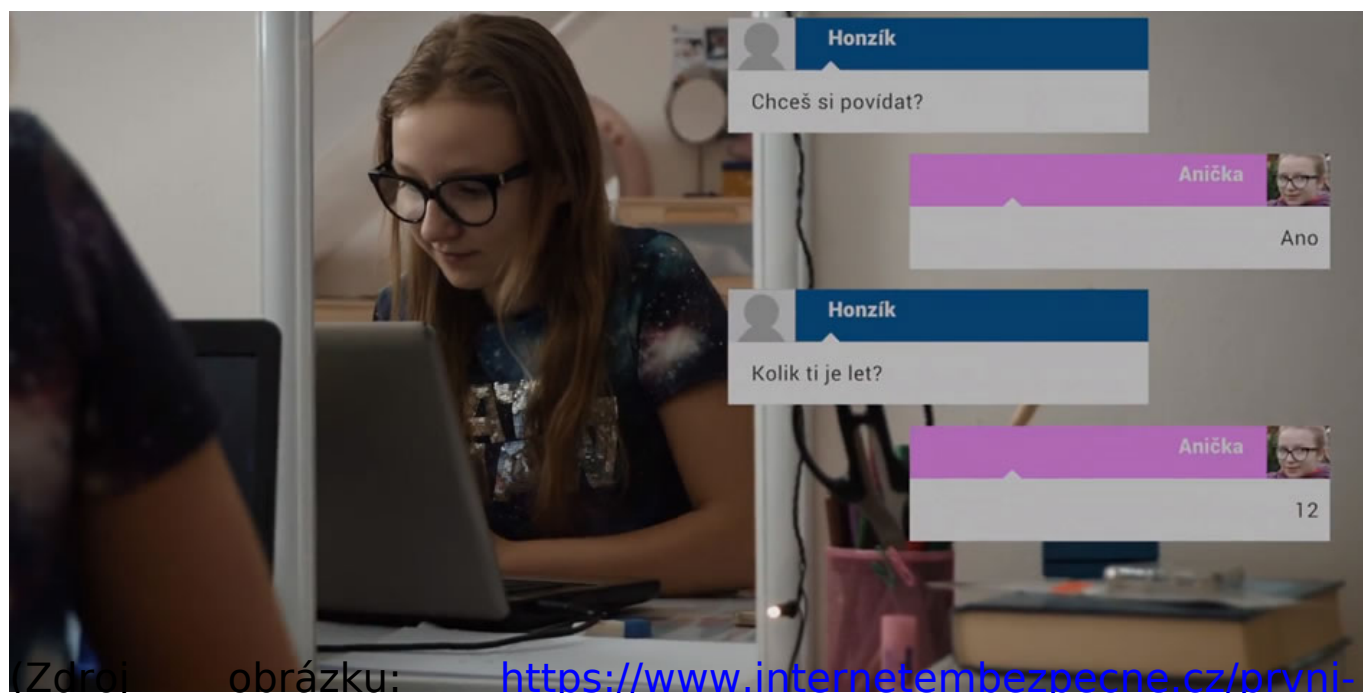 Honzík
Chceš si povídat?
Anička
Ano
Honzík
Kolik ti je let?
Anička
12
(Zdroj obrázku: https://www.internetembezpecne.cz/prvni-